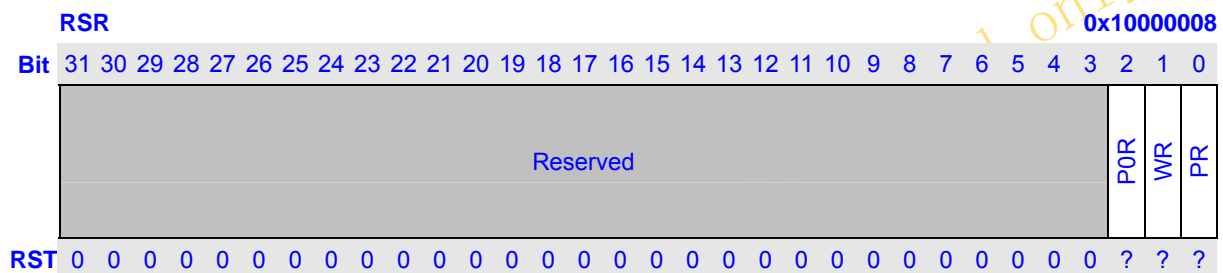 RSR 0x10000008
Bit 31 30 29 28 27 26 25 24 23 22 21 20 19 18 17 16 15 14 13 12 11 10 9 8 7 6 5 4 3 2 1 0
Reserved P0R WR PR
RST 0 0 0 0 0 0 0 0 0 0 0 0 0 0 0 0 0 0 0 0 0 0 0 0 0 0 0 0 0 ? ? ?